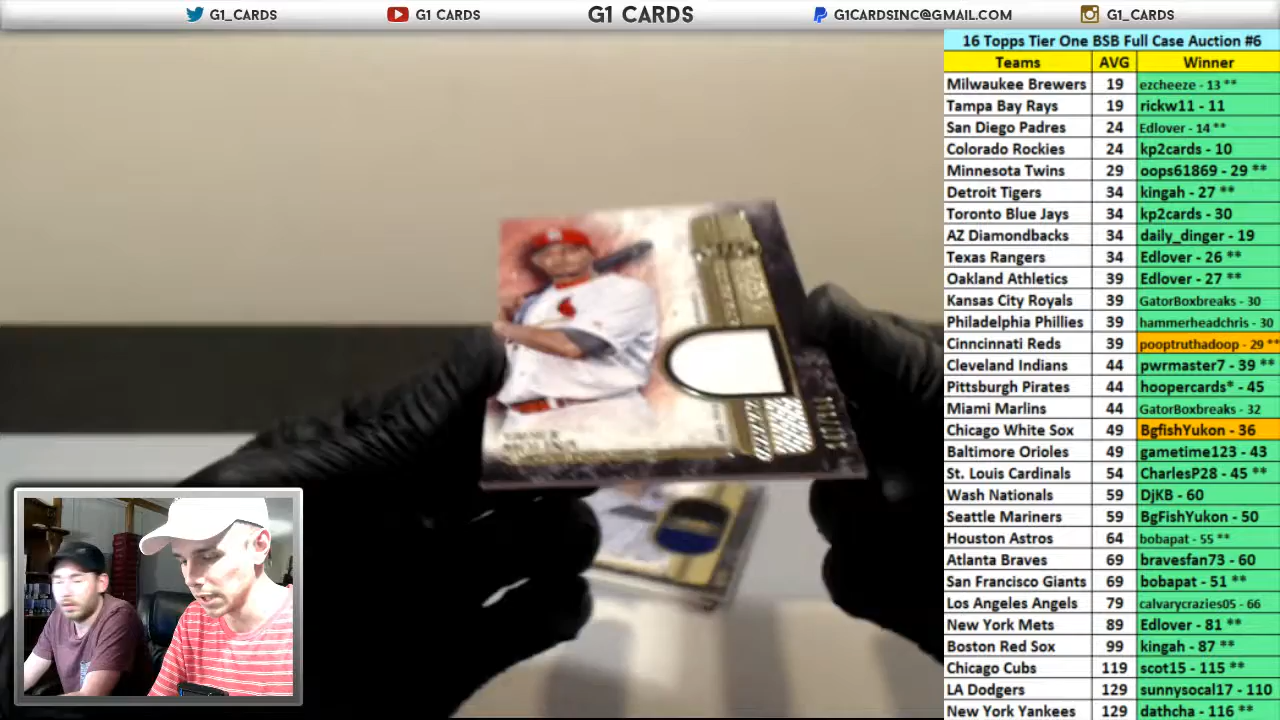 G1_CARDS G1 CARDS G1 CARDS G1CARDSINC@GMAIL.COM G1_CARDS
16 Topps Tier One BSB Full Case Auction #6
Teams AVG Winner
Milwaukee Brewers 19 ezcheeze - 13 **
Tampa Bay Rays 19 rickw11 - 11
San Diego Padres 24 Edlover - 14 **
Colorado Rockies 24 kp2cards - 10
Minnesota Twins 29 oops61869 - 29 **
Detroit Tigers 34 kingah - 27 **
Toronto Blue Jays 34 kp2cards - 30
AZ Diamondbacks 34 daily_dinger - 19
Texas Rangers 34 Edlover - 26 **
Oakland Athletics 39 Edlover - 27 **
Kansas City Royals 39 GatorBoxbreaks - 30
Philadelphia Phillies 39 hammerheadchris - 30
Cinncinnati Reds 39 pooptruthadoop - 29 **
Cleveland Indians 44 pwrmaster7 - 39 **
Pittsburgh Pirates 44 hoopercards* - 45
Miami Marlins 44 GatorBoxbreaks - 32
Chicago White Sox 49 BgfishYukon - 36
Baltimore Orioles 49 gametime123 - 43
St. Louis Cardinals 54 CharlesP28 - 45 **
Wash Nationals 59 DjKB - 60
Seattle Mariners 59 BgFishYukon - 50
Houston Astros 64 bobapat - 55 **
Atlanta Braves 69 bravesfan73 - 60
San Francisco Giants 69 bobapat - 51 **
Los Angeles Angels 79 calvarycrazies05 - 66
New York Mets 89 Edlover - 81 **
Boston Red Sox 99 kingah - 87 **
Chicago Cubs 119 scot15 - 115 **
LA Dodgers 129 sunnysocal17 - 110
New York Yankees 129 dathcha - 116 **